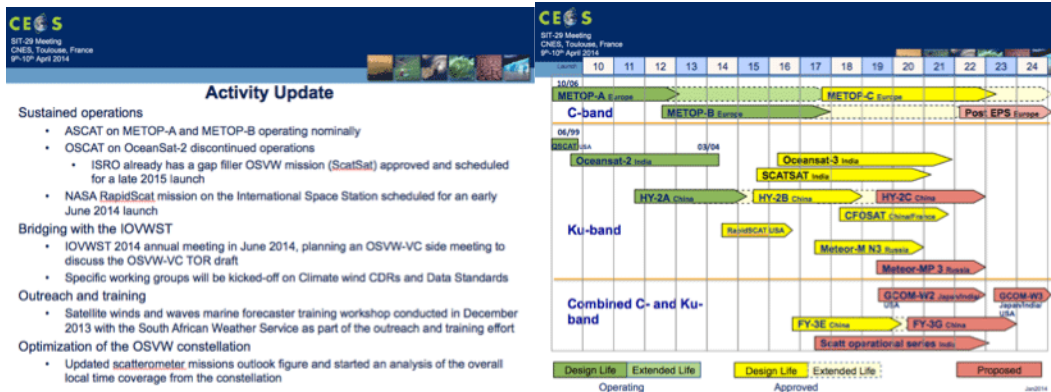 CEOS
SIT-29 Meeting
CNES, Toulouse, France
9th-10th April 2014
Activity Update
Sustained operations
• ASCAT on METOP-A and METOP-B operating nominally
• OSCAT on OceanSat-2 discontinued operations
• ISRO already has a gap filler OSVW mission (ScatSat) approved and scheduled
for a late 2015 launch
• NASA RapidScat mission on the International Space Station scheduled for an early
June 2014 launch
Bridging with the IOVWST
• IOVWST 2014 annual meeting in June 2014, planning an OSVW-VC side meeting to
discuss the OSVW-VC TOR draft
• Specific working groups will be kicked-off on Climate wind CDRs and Data Standards
Outreach and training
• Satellite winds and waves marine forecaster training workshop conducted in December
2013 with the South African Weather Service as part of the outreach and training effort
Optimization of the OSVW constellation
• Updated scatterometer missions outlook figure and started an analysis of the overall
local time coverage from the constellation
CEOS
SIT-29 Meeting
CNES, Toulouse, France
9th-10th April 2014
Launch 10 11 12 13 14 15 16 17 18 19 20 21 22 23 24
10/06
METOP-A Europe METOP-C Europe
C-band METOP-B Europe Post EPS Europe
06/99
QSCAT USA 03/04
Oceansat-2 India Oceansat-3 India
SCATSAT India
HY-2A China HY-2B China HY-2C China
CFOSAT China/France
Ku-band RapidSCAT USA
Meteor-M N3 Russia
Meteor-MP 3 Russia
GCOM-W2 Japan/India/ GCOM-W3
USA Japan/India/
USA
Combined C- and Ku-
band
FY-3E China FY-3G China
Scatt operational series India
Design Life Extended Life Design Life Extended Life Proposed
Operating Approved Jan2014